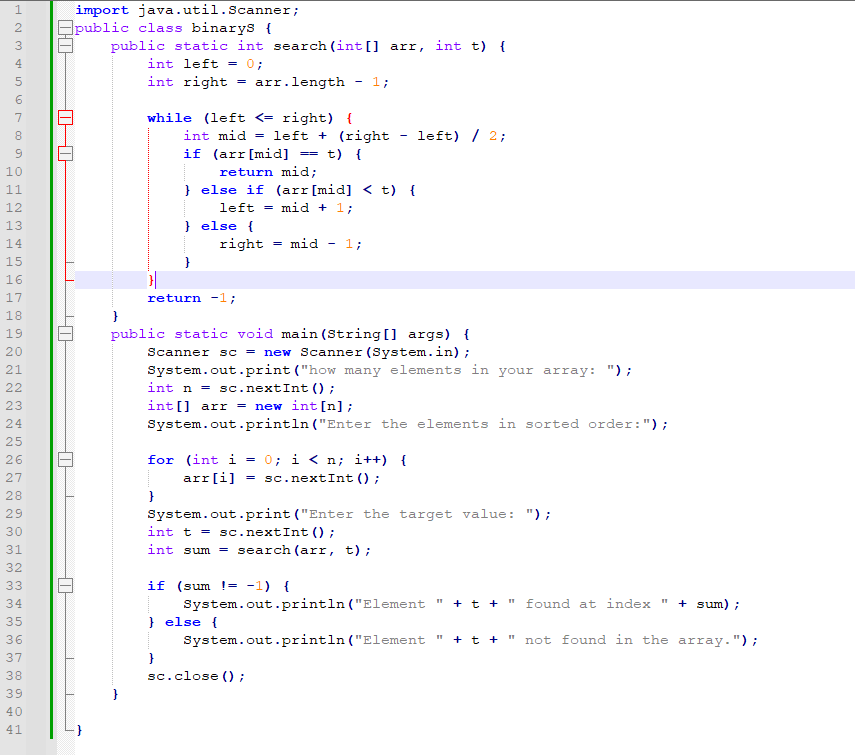 1 import java.util.Scanner;
2 public class binaryS {
3 public static int search(int[] arr, int t) {
4 int left = 0;
5 int right = arr.length - 1;
6
7 while (left <= right) {
8 int mid = left + (right - left) / 2;
9 if (arr[mid] == t) {
10 return mid;
11 } else if (arr[mid] < t) {
12 left = mid + 1;
13 } else {
14 right = mid - 1;
15 }
16 }
17 return -1;
18 }
19 public static void main(String[] args) {
20 Scanner sc = new Scanner(System.in);
21 System.out.print("how many elements in your array: ");
22 int n = sc.nextInt();
23 int[] arr = new int[n];
24 System.out.println("Enter the elements in sorted order:");
25
26 for (int i = 0; i < n; i++) {
27 arr[i] = sc.nextInt();
28 }
29 System.out.print("Enter the target value: ");
30 int t = sc.nextInt();
31 int sum = search(arr, t);
32
33 if (sum != -1) {
34 System.out.println("Element " + t + " found at index " + sum);
35 } else {
36 System.out.println("Element " + t + " not found in the array.");
37 }
38 sc.close();
39 }
40
41 }